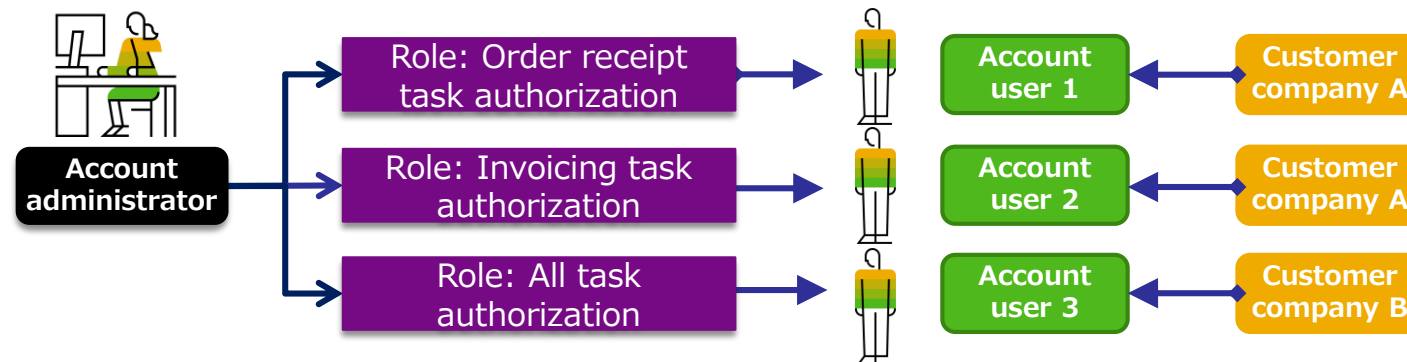 Account
administrator
Role: Order receipt
task authorization
Account
user 1
Customer
company A
Role: Invoicing task
authorization
Account
user 2
Customer
company A
Role: All task
authorization
Account
user 3
Customer
company B